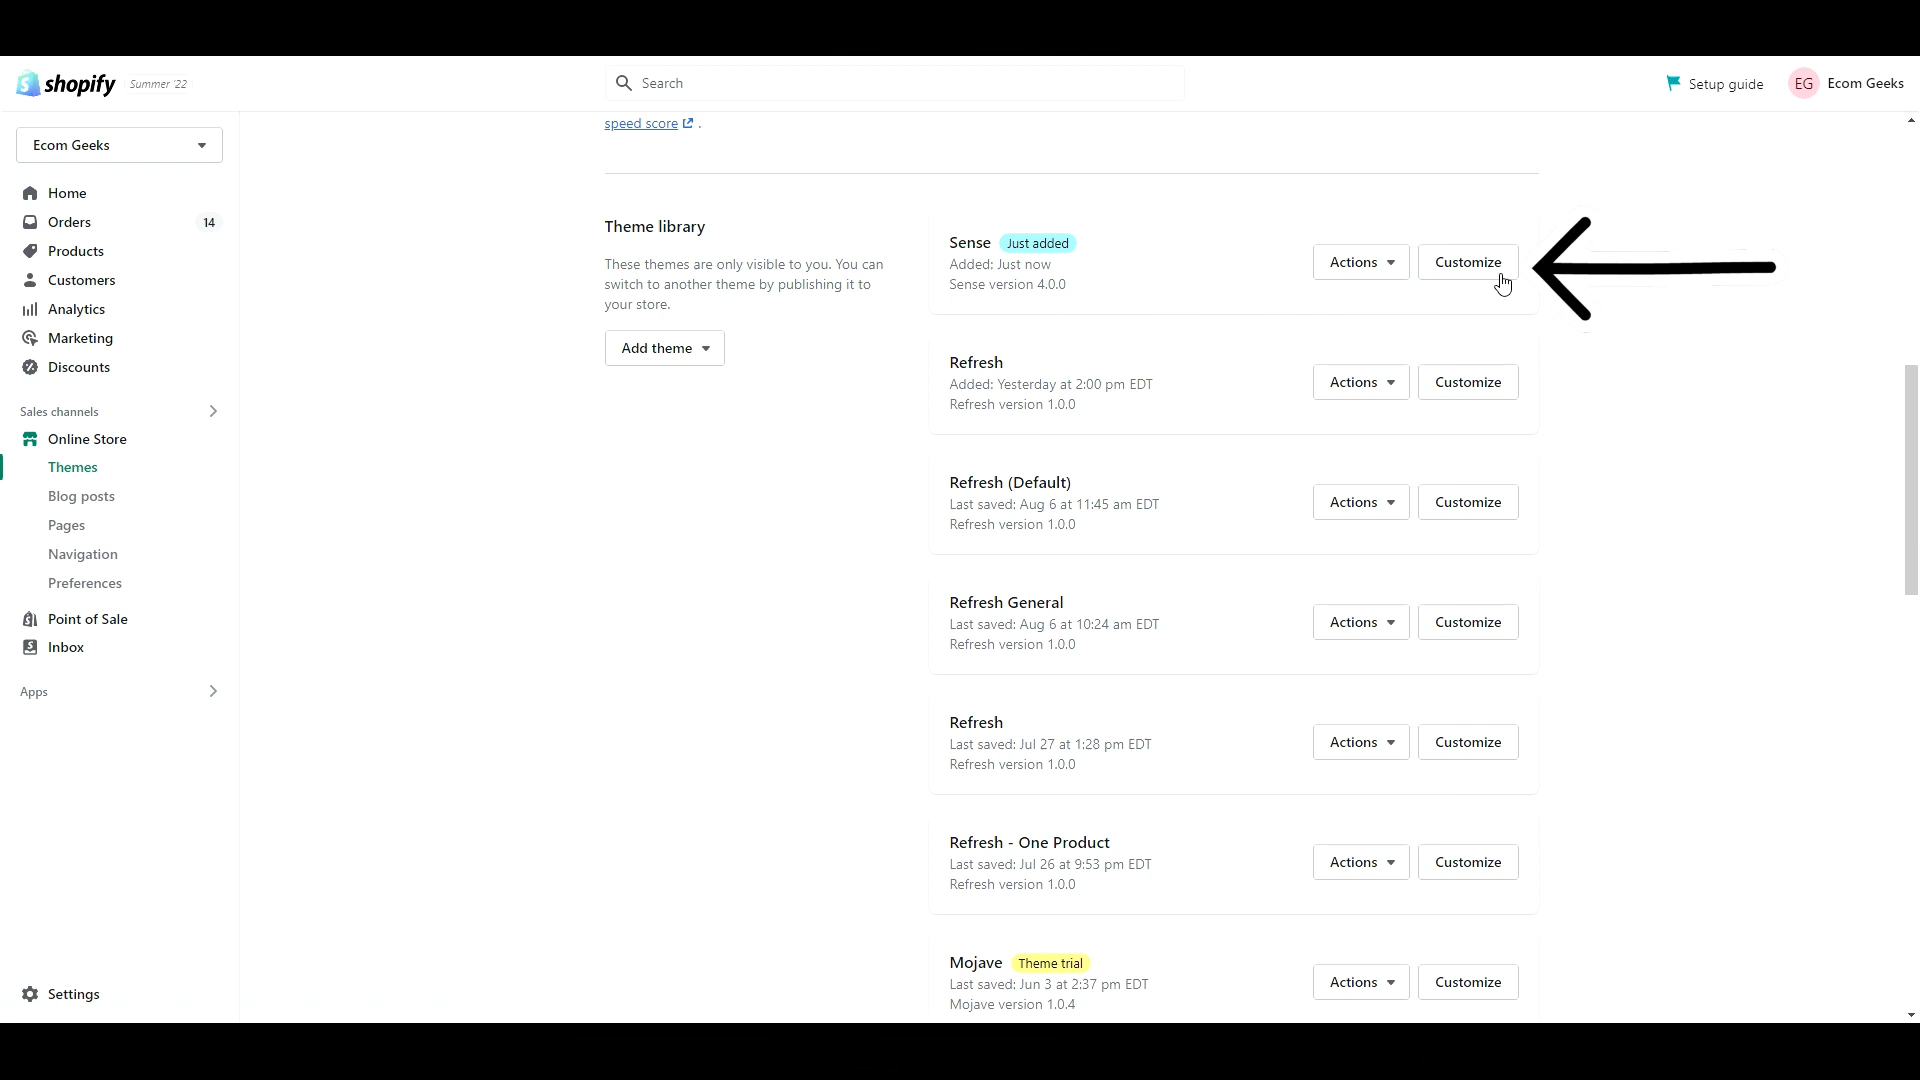 shopify Summer '22
Search
Setup guide
EG Ecom Geeks
Ecom Geeks
Home
Orders 14
Products
Customers
Analytics
Marketing
Discounts
Sales channels
Online Store
Themes
Blog posts
Pages
Navigation
Preferences
Point of Sale
Inbox
Apps
Settings
speed score .
Theme library
These themes are only visible to you. You can
switch to another theme by publishing it to
your store.
Add theme
Sense Just added
Added: Just now
Sense version 4.0.0
Actions Customize
Refresh
Added: Yesterday at 2:00 pm EDT
Refresh version 1.0.0
Actions Customize
Refresh (Default)
Last saved: Aug 6 at 11:45 am EDT
Refresh version 1.0.0
Actions Customize
Refresh General
Last saved: Aug 6 at 10:24 am EDT
Refresh version 1.0.0
Actions Customize
Refresh
Last saved: Jul 27 at 1:28 pm EDT
Refresh version 1.0.0
Actions Customize
Refresh - One Product
Last saved: Jul 26 at 9:53 pm EDT
Refresh version 1.0.0
Actions Customize
Mojave Theme trial
Last saved: Jun 3 at 2:37 pm EDT
Mojave version 1.0.4
Actions Customize